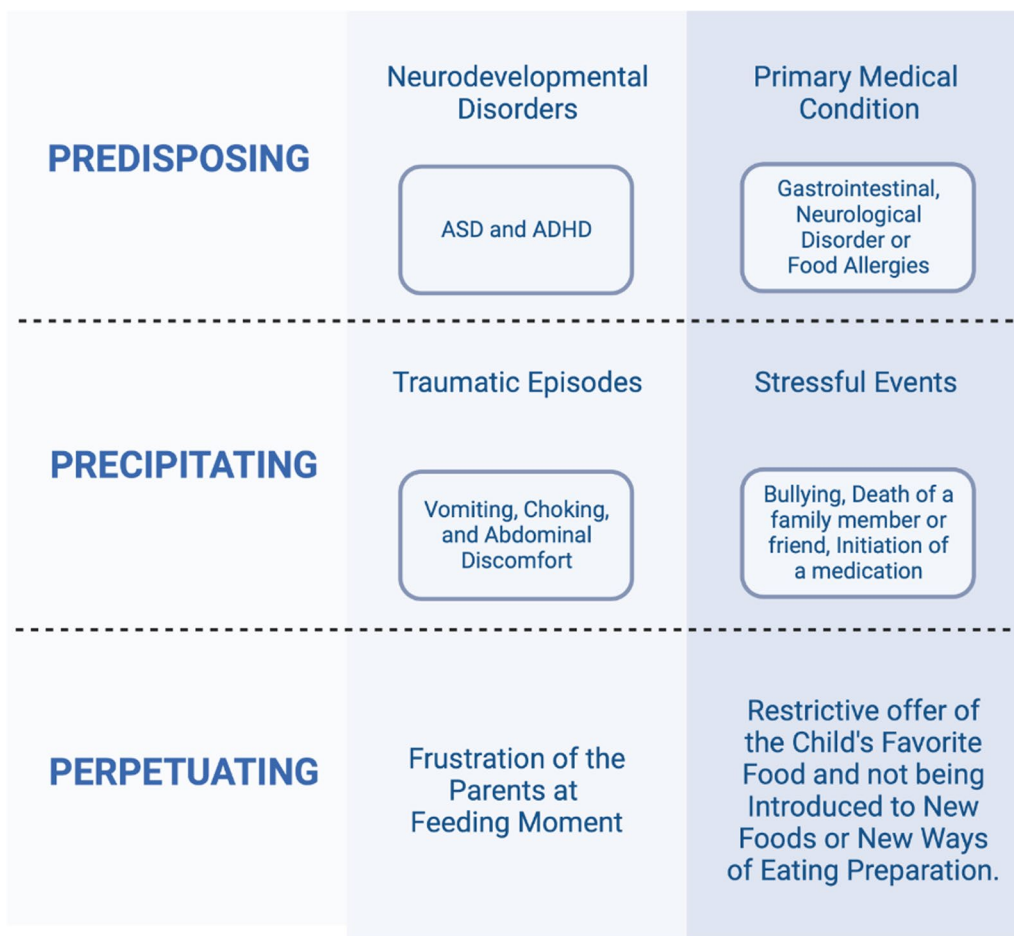 PREDISPOSING
Neurodevelopmental
Disorders
ASD and ADHD
Primary Medical
Condition
Gastrointestinal,
Neurological
Disorder or
Food Allergies
PRECIPITATING
Traumatic Episodes
Vomiting, Choking,
and Abdominal
Discomfort
Stressful Events
Bullying, Death of a
family member or
friend, Initiation of
a medication
PERPETUATING
Frustration of the
Parents at
Feeding Moment
Restrictive offer of
the Child's Favorite
Food and not being
Introduced to New
Foods or New Ways
of Eating Preparation.